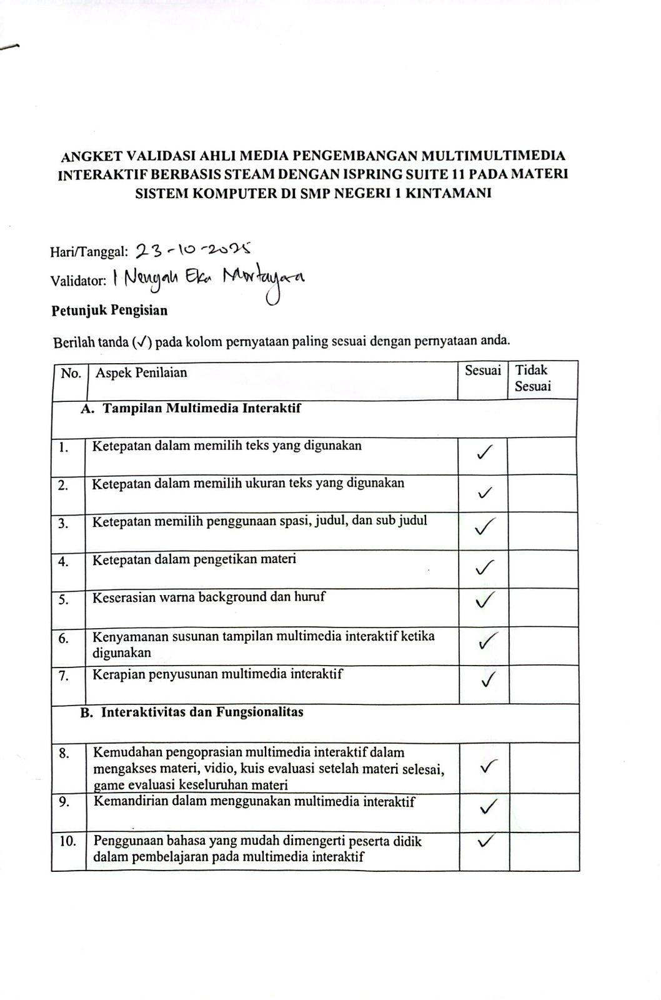 ANGKET VALIDASI AHLI MEDIA PENGEMBANGAN MULTIMULTIMEDIA
INTERAKTIF BERBASIS STEAM DENGAN ISPRING SUITE 11 PADA MATERI
SISTEM KOMPUTER DI SMP NEGERI 1 KINTAMANI
Hari/Tanggal: 23-10-2025
Validator: I Nengah Eka Mertayasa
Petunjuk Pengisian
Berilah tanda (✓) pada kolom pernyataan paling sesuai dengan pernyataan anda.
No. Aspek Penilaian Sesuai Tidak
Sesuai
A. Tampilan Multimedia Interaktif
1. Ketepatan dalam memilih teks yang digunakan ✓
2. Ketepatan dalam memilih ukuran teks yang digunakan ✓
3. Ketepatan memilih penggunaan spasi, judul, dan sub judul ✓
4. Ketepatan dalam pengetikan materi ✓
5. Keserasian warna background dan huruf ✓
6. Kenyamanan susunan tampilan multimedia interaktif ketika ✓
digunakan
7. Kerapian penyusunan multimedia interaktif ✓
B. Interaktivitas dan Fungsionalitas
8. Kemudahan pengoprasian multimedia interaktif dalam
mengakses materi, vidio, kuis evaluasi setelah materi selesai, ✓
game evaluasi keseluruhan materi
9. Kemandirian dalam menggunakan multimedia interaktif ✓
10. Penggunaan bahasa yang mudah dimengerti peserta didik ✓
dalam pembelajaran pada multimedia interaktif